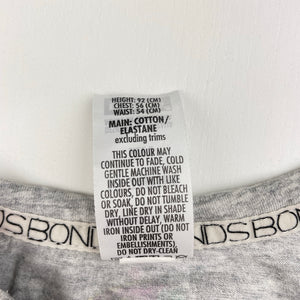 HEIGHT: 92 (CM)
CHEST: 56 (CM)
WAIST: 54 (CM)
MAIN: COTTON/
ELASTANE
excluding trims
THIS COLOUR MAY
CONTINUE TO FADE, COLD
GENTLE MACHINE WASH
INSIDE OUT WITH LIKE
COLOURS, DO NOT BLEACH
OR SOAK, DO NOT TUMBLE
DRY, LINE DRY IN SHADE
WITHOUT DELAY, WARM
IRON INSIDE OUT (DO NOT
IRON PRINTS OR
EMBELLISHMENTS),
DO NOT DRY-CLEAN
DSBOND
NDSBON